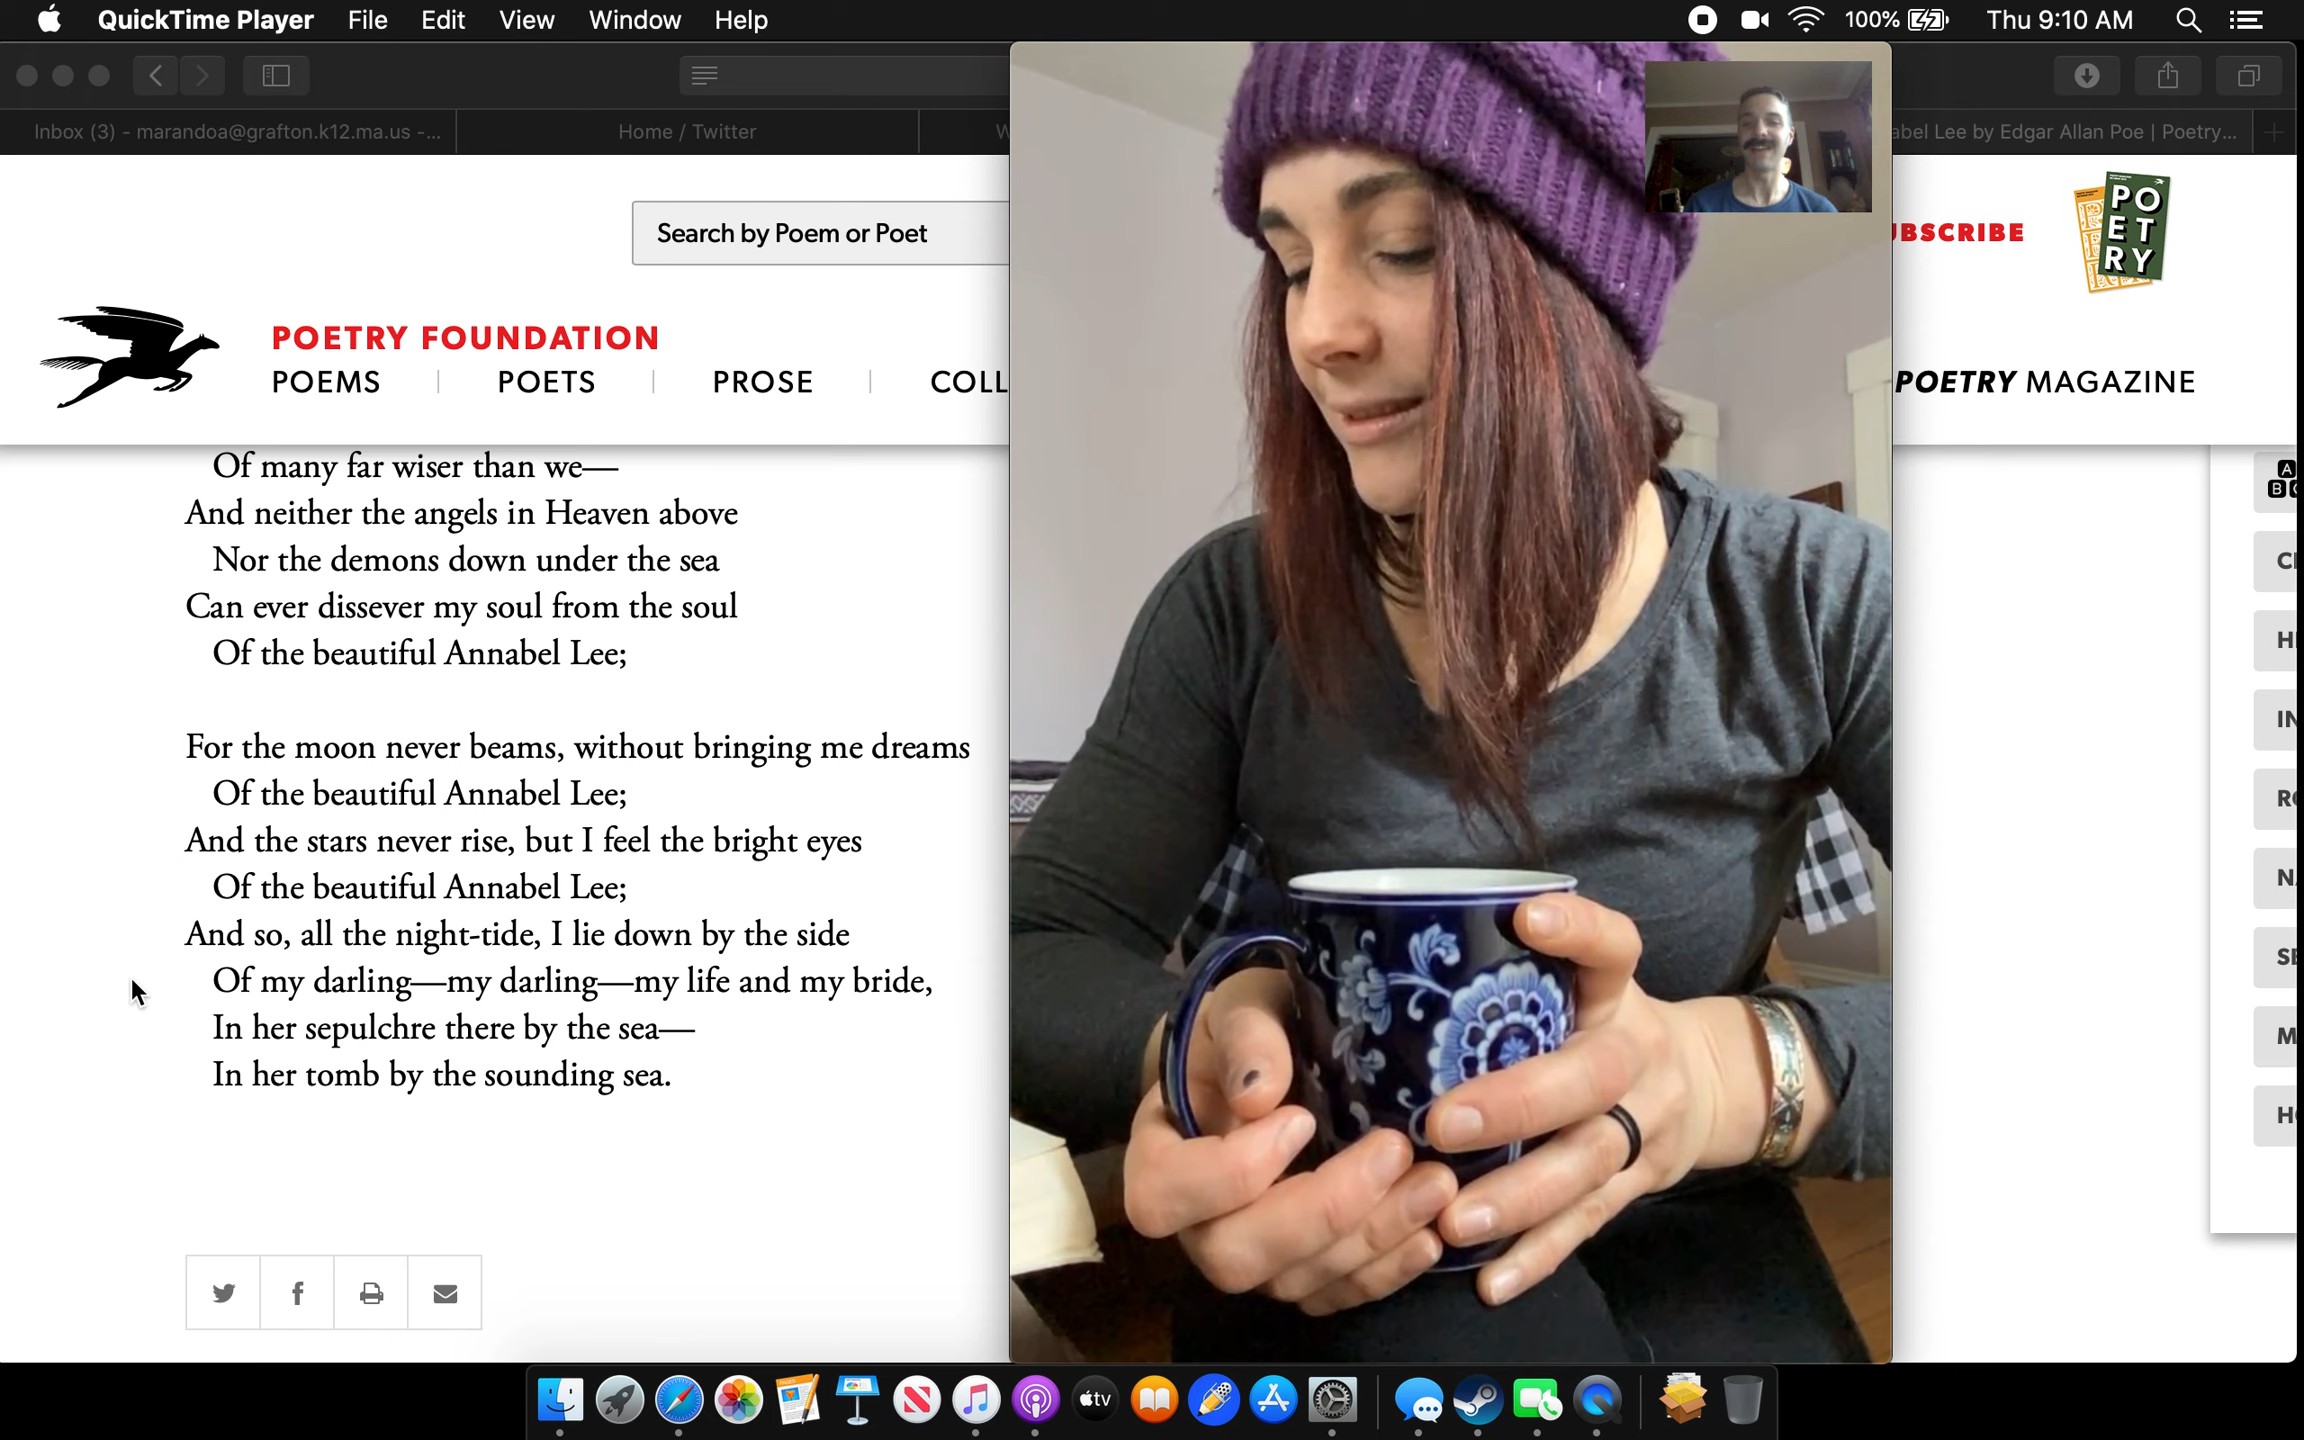 QuickTime Player File Edit View Window Help 100% Thu 9:10 AM
Inbox (3) - marandoa@grafton.k12.ma.us -... Home / Twitter W abel Lee by Edgar Allan Poe | Poetry...
Search by Poem or Poet
UBSCRIBE
PO
ET
RY
POETRY FOUNDATION
POEMS POETS PROSE COLL POETRY MAGAZINE
Of many far wiser than we—
And neither the angels in Heaven above
Nor the demons down under the sea
Can ever dissever my soul from the soul
Of the beautiful Annabel Lee;
For the moon never beams, without bringing me dreams
Of the beautiful Annabel Lee;
And the stars never rise, but I feel the bright eyes
Of the beautiful Annabel Lee;
And so, all the night-tide, I lie down by the side
Of my darling—my darling—my life and my bride,
In her sepulchre there by the sea—
In her tomb by the sounding sea.
tv